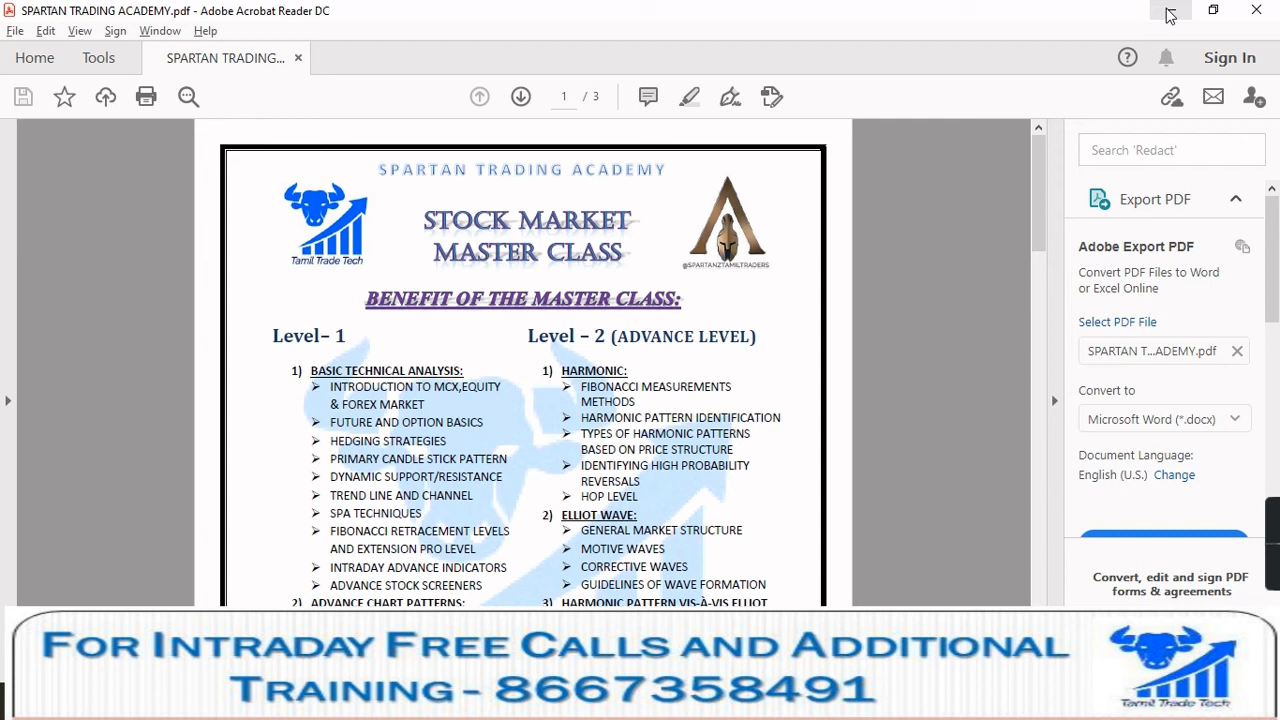 SPARTAN TRADING ACADEMY.pdf - Adobe Acrobat Reader DC
File Edit View Sign Window Help
Home Tools SPARTAN TRADING... Sign In
1 / 3
Search 'Redact'
Export PDF
Adobe Export PDF
Convert PDF Files to Word
or Excel Online
Select PDF File
SPARTAN T...ADEMY.pdf
Convert to
Microsoft Word (*.docx)
Document Language:
English (U.S.) Change
Convert, edit and sign PDF
forms & agreements
SPARTAN TRADING ACADEMY
Tamil Trade Tech
STOCK MARKET
MASTER CLASS
@SPARTANZTAMILTRADERS
BENEFIT OF THE MASTER CLASS:
Level– 1
1) BASIC TECHNICAL ANALYSIS:
➢ INTRODUCTION TO MCX,EQUITY
& FOREX MARKET
➢ FUTURE AND OPTION BASICS
➢ HEDGING STRATEGIES
➢ PRIMARY CANDLE STICK PATTERN
➢ DYNAMIC SUPPORT/RESISTANCE
➢ TREND LINE AND CHANNEL
➢ SPA TECHNIQUES
➢ FIBONACCI RETRACEMENT LEVELS
AND EXTENSION PRO LEVEL
➢ INTRADAY ADVANCE INDICATORS
➢ ADVANCE STOCK SCREENERS
2) ADVANCE CHART PATTERNS:
Level – 2 (ADVANCE LEVEL)
1) HARMONIC:
➢ FIBONACCI MEASUREMENTS
METHODS
➢ HARMONIC PATTERN IDENTIFICATION
➢ TYPES OF HARMONIC PATTERNS
BASED ON PRICE STRUCTURE
➢ IDENTIFYING HIGH PROBABILITY
REVERSALS
➢ HOP LEVEL
2) ELLIOT WAVE:
➢ GENERAL MARKET STRUCTURE
➢ MOTIVE WAVES
➢ CORRECTIVE WAVES
➢ GUIDELINES OF WAVE FORMATION
3) HARMONIC PATTERN VIS-À-VIS ELLIOT
FOR INTRADAY FREE CALLS AND ADDITIONAL
TRAINING - 8667358491
Tamil Trade Tech